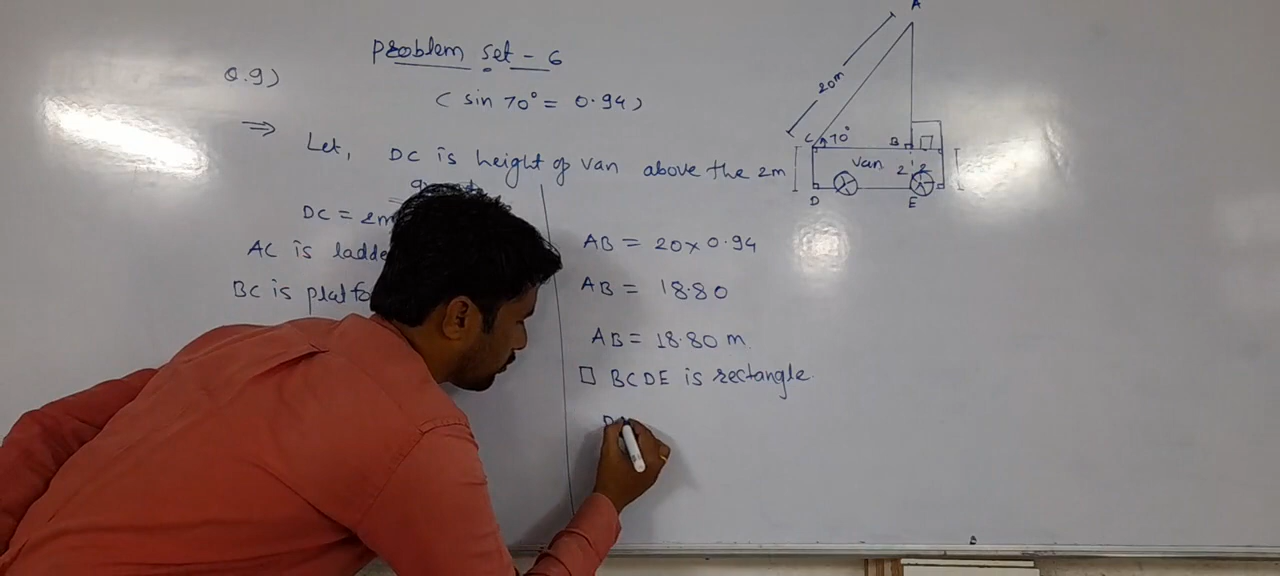 Problem set - 6
Q.9)
( sin 70° = 0.94 )
⇒ Let, DC is height of van above the 2m
DC = 2m
AC is ladde
BC is platfo
AB = 20 × 0.94
AB = 18.80
AB = 18.80 m.
□ BCDE is rectangle.
A
20m
C 70° B
Van
2
D E